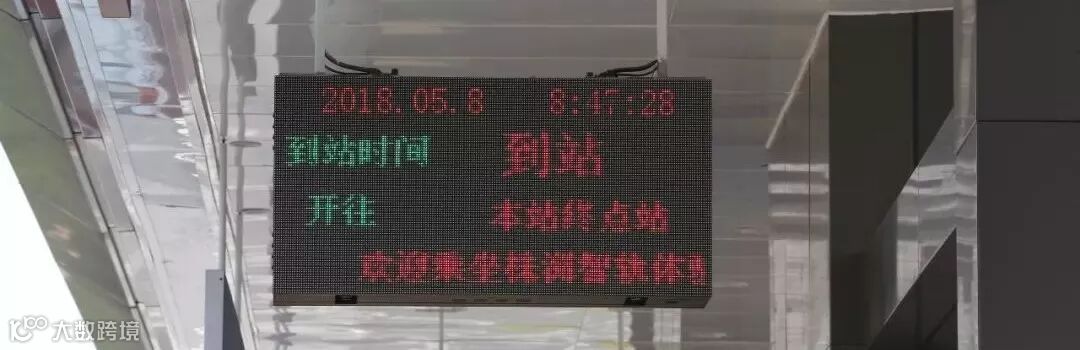 2018.05.8 8:47:28
到站时间 到站
开往 本站终点站
欢迎乘坐株洲智轨体验
大数跨境